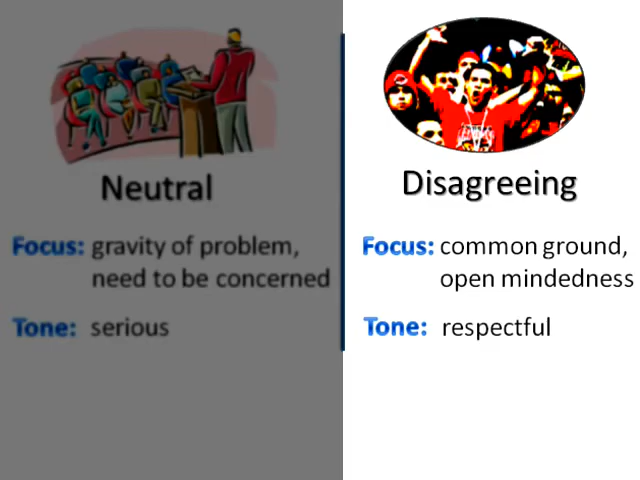 Neutral
Focus: gravity of problem,
need to be concerned
Tone: serious
Disagreeing
Focus: common ground,
open mindedness
Tone: respectful